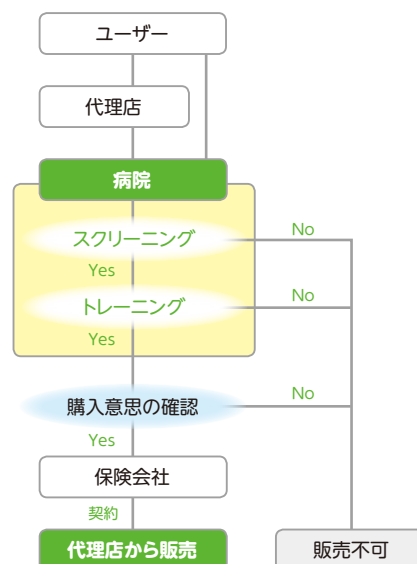 ユーザー
代理店
病院
スクリーニング
No
Yes
トレーニング
No
Yes
購入意思の確認
No
Yes
保険会社
契約
代理店から販売
販売不可